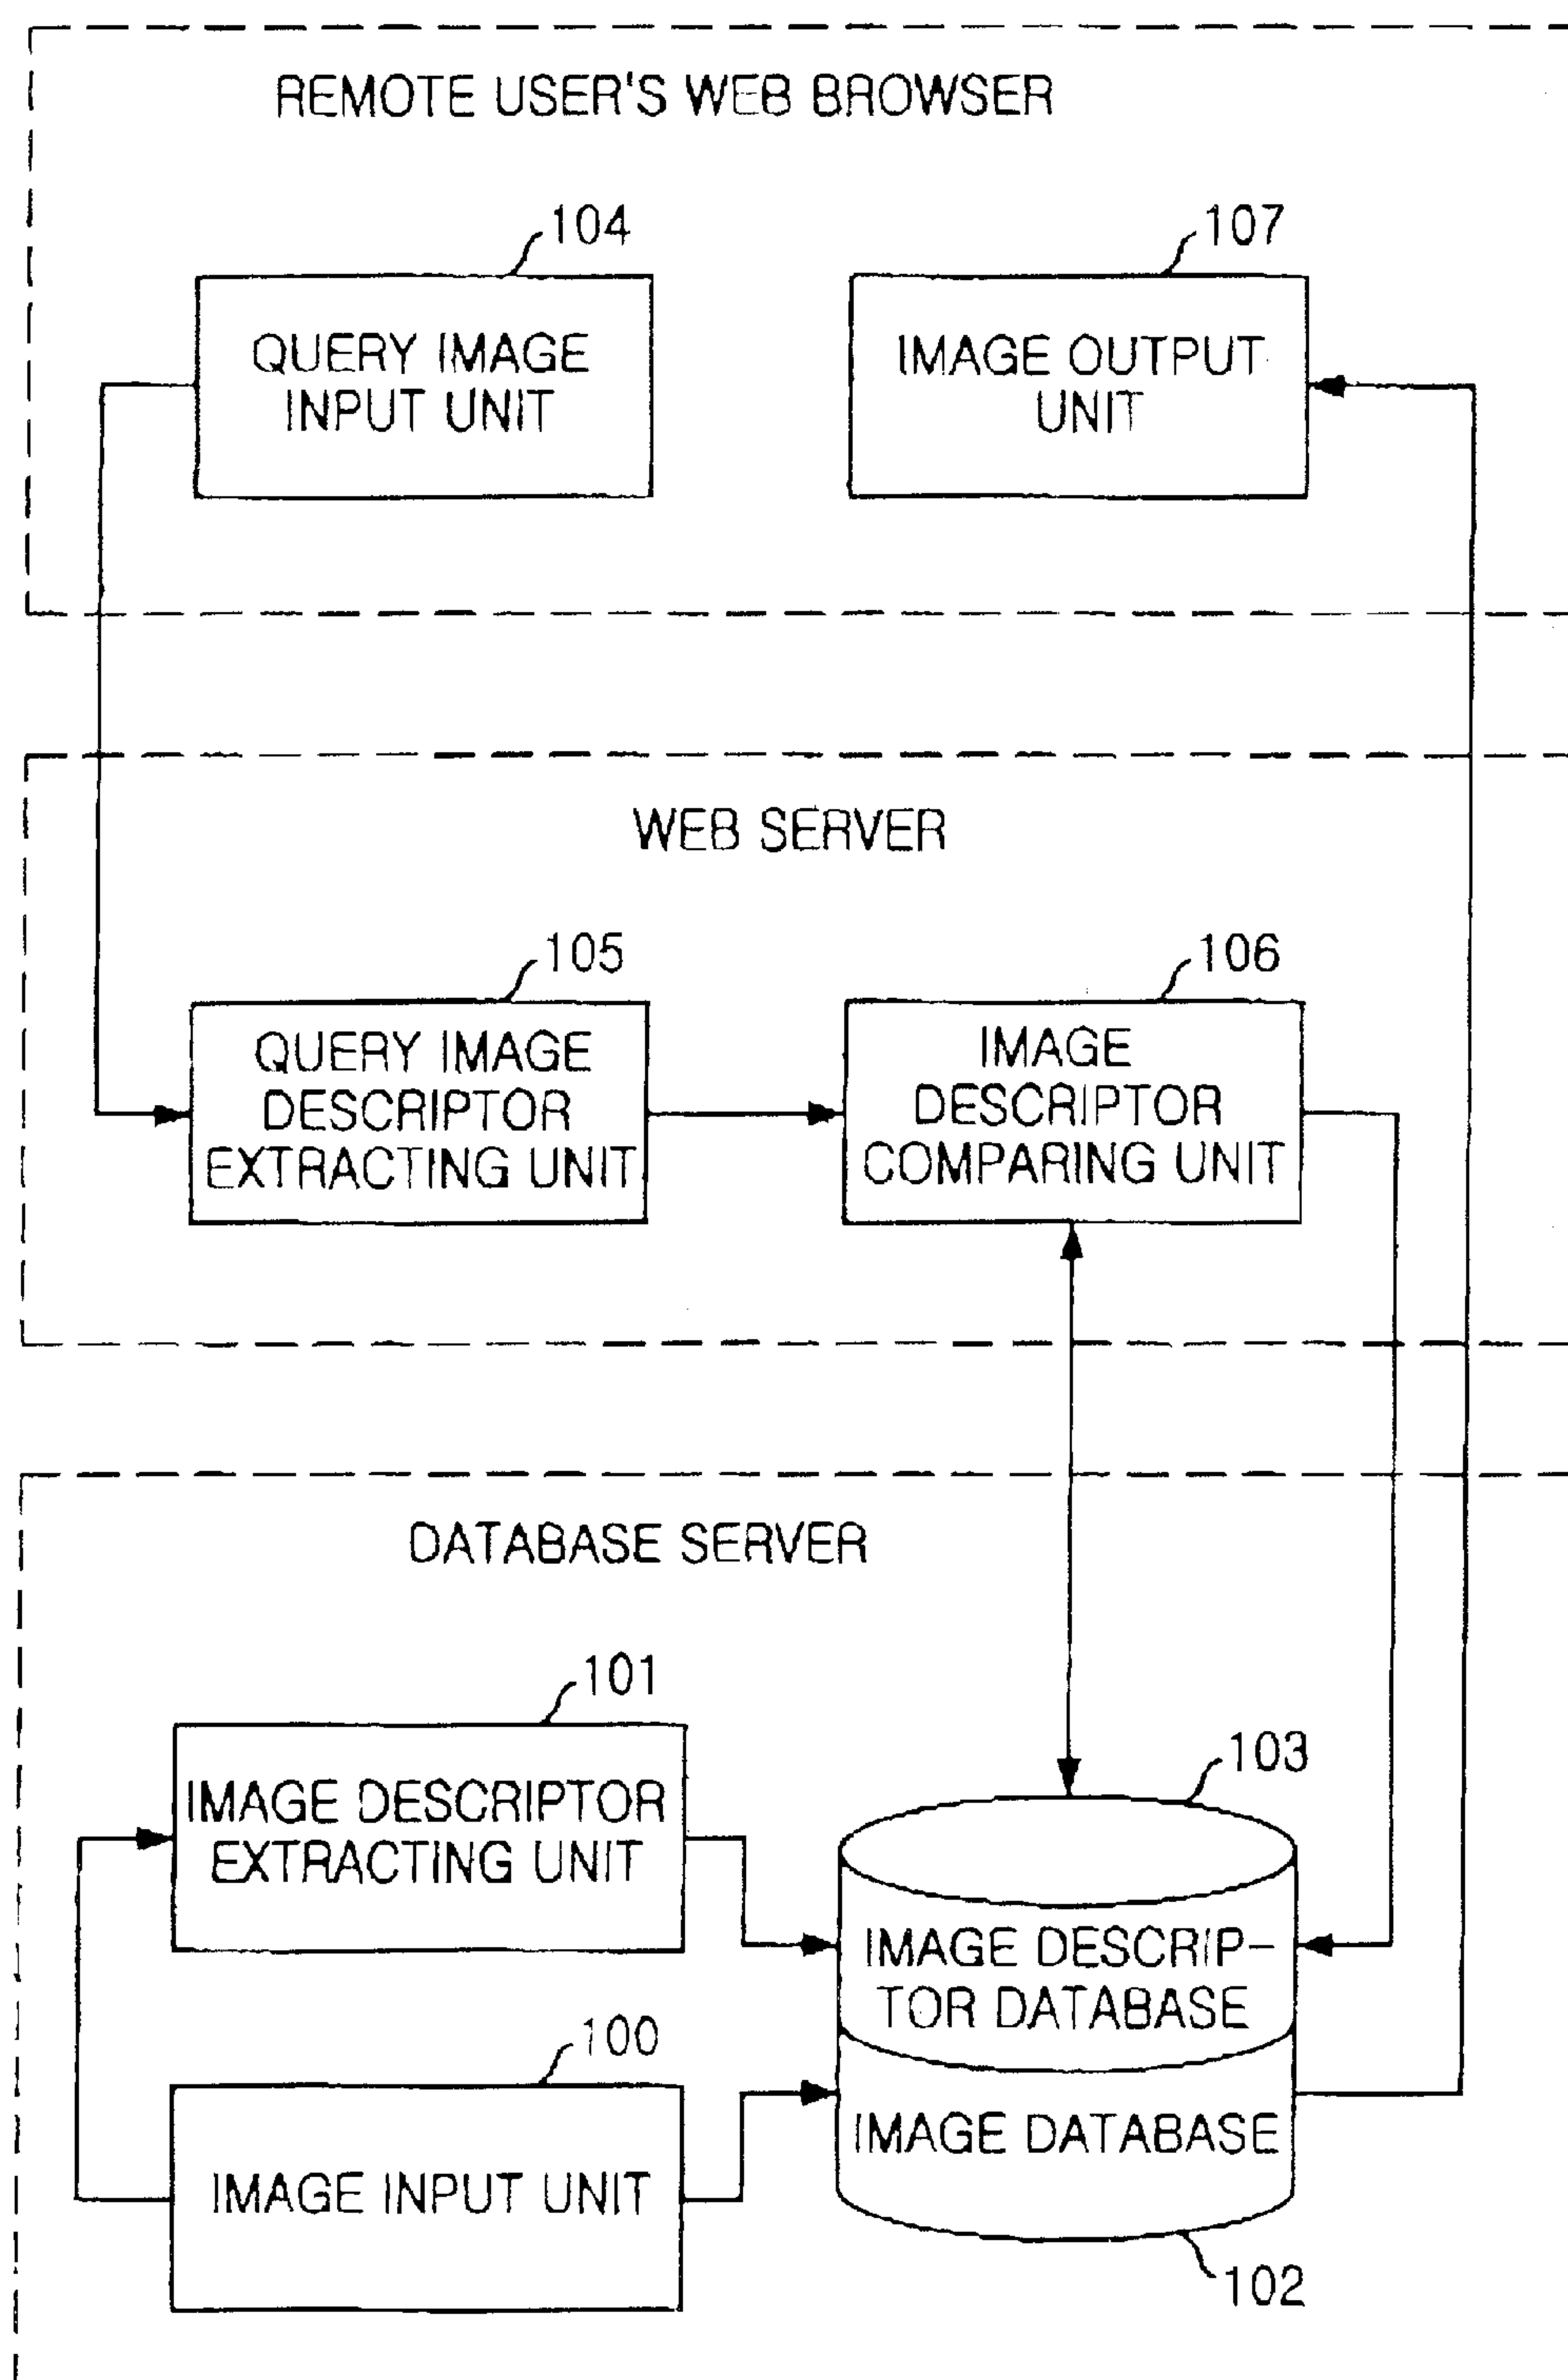 REMOTE USER'S WEB BROWSER
104
107
QUERY IMAGE
INPUT UNIT
IMAGE OUTPUT
UNIT
WEB SERVER
105
106
QUERY IMAGE
DESCRIPTOR
EXTRACTING UNIT
IMAGE
DESCRIPTOR
COMPARING UNIT
DATABASE SERVER
101
103
IMAGE DESCRIPTOR
EXTRACTING UNIT
IMAGE DESCRIP-
TOR DATABASE
100
IMAGE INPUT UNIT
IMAGE DATABASE
102